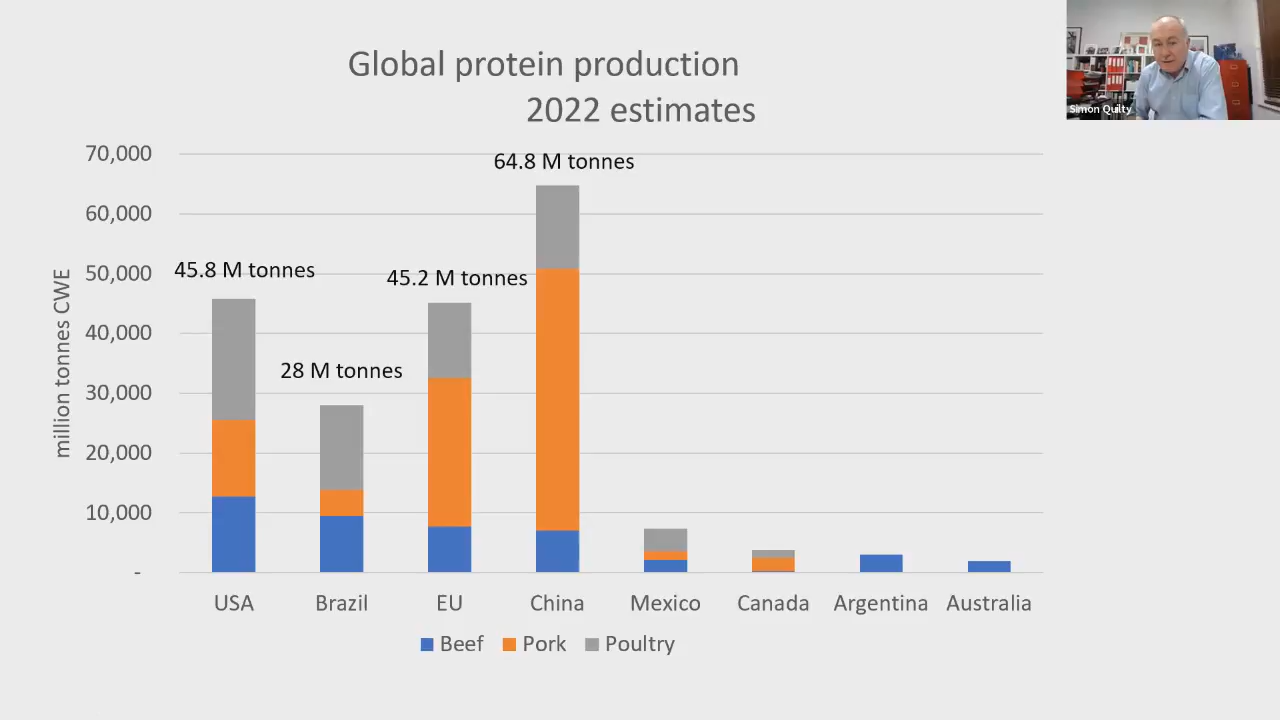 Global protein production
2022 estimates
Simon Quilty
million tonnes CWE
70,000
60,000
50,000
40,000
30,000
20,000
10,000
-
45.8 M tonnes
28 M tonnes
45.2 M tonnes
64.8 M tonnes
USA
Brazil
EU
China
Mexico
Canada
Argentina
Australia
Beef
Pork
Poultry